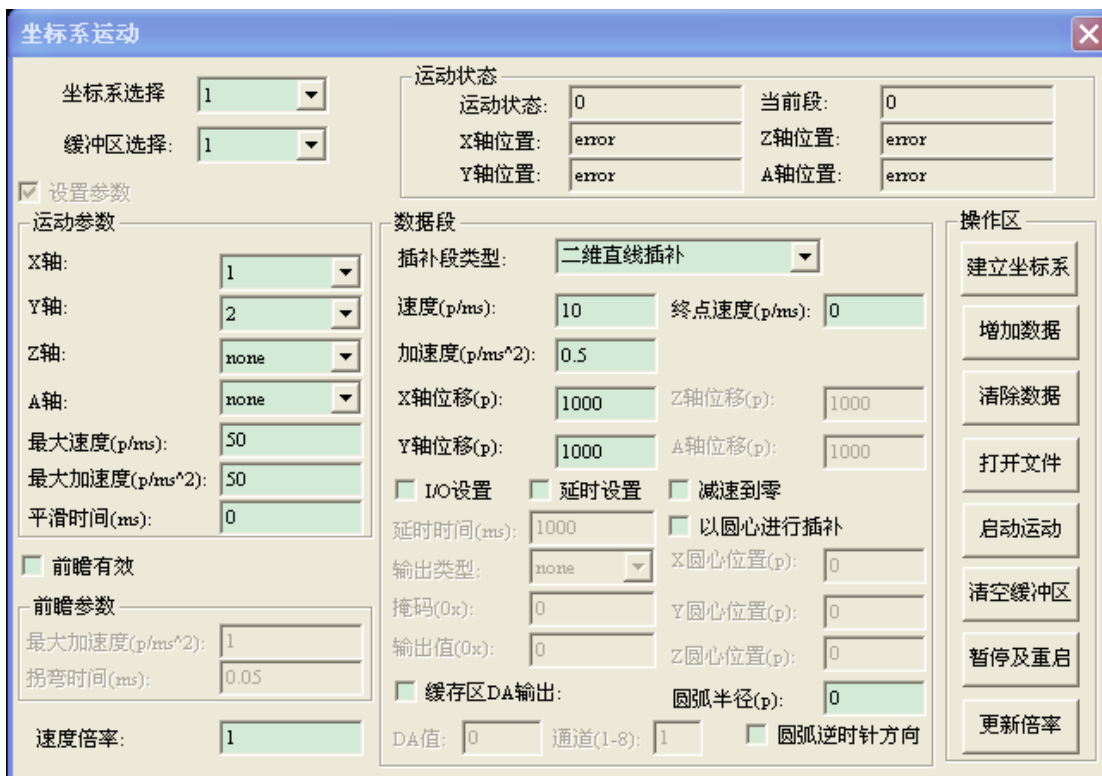 坐标系运动
坐标系选择 1
缓冲区选择: 1
设置参数
运动状态
运动状态: 0 当前段: 0
X轴位置: error Z轴位置: error
Y轴位置: error A轴位置: error
运动参数
X轴: 1
Y轴: 2
Z轴: none
A轴: none
最大速度(p/ms): 50
最大加速度(p/ms^2): 50
平滑时间(ms): 0
前瞻有效
前瞻参数
最大加速度(p/ms^2): 1
拐弯时间(ms): 0.05
速度倍率: 1
数据段
插补段类型: 二维直线插补
速度(p/ms): 10 终点速度(p/ms): 0
加速度(p/ms^2): 0.5
X轴位移(p): 1000 Z轴位移(p): 1000
Y轴位移(p): 1000 A轴位移(p): 1000
I/O设置 延时设置 减速到零
延时时间(ms): 1000 以圆心进行插补
输出类型: none X圆心位置(p): 0
掩码(0x): 0 Y圆心位置(p): 0
输出值(0x): 0 Z圆心位置(p): 0
缓存区DA输出: 圆弧半径(p): 0
DA值: 0 通道(1-8): 1 圆弧逆时针方向
操作区
建立坐标系
增加数据
清除数据
打开文件
启动运动
清空缓冲区
暂停及重启
更新倍率